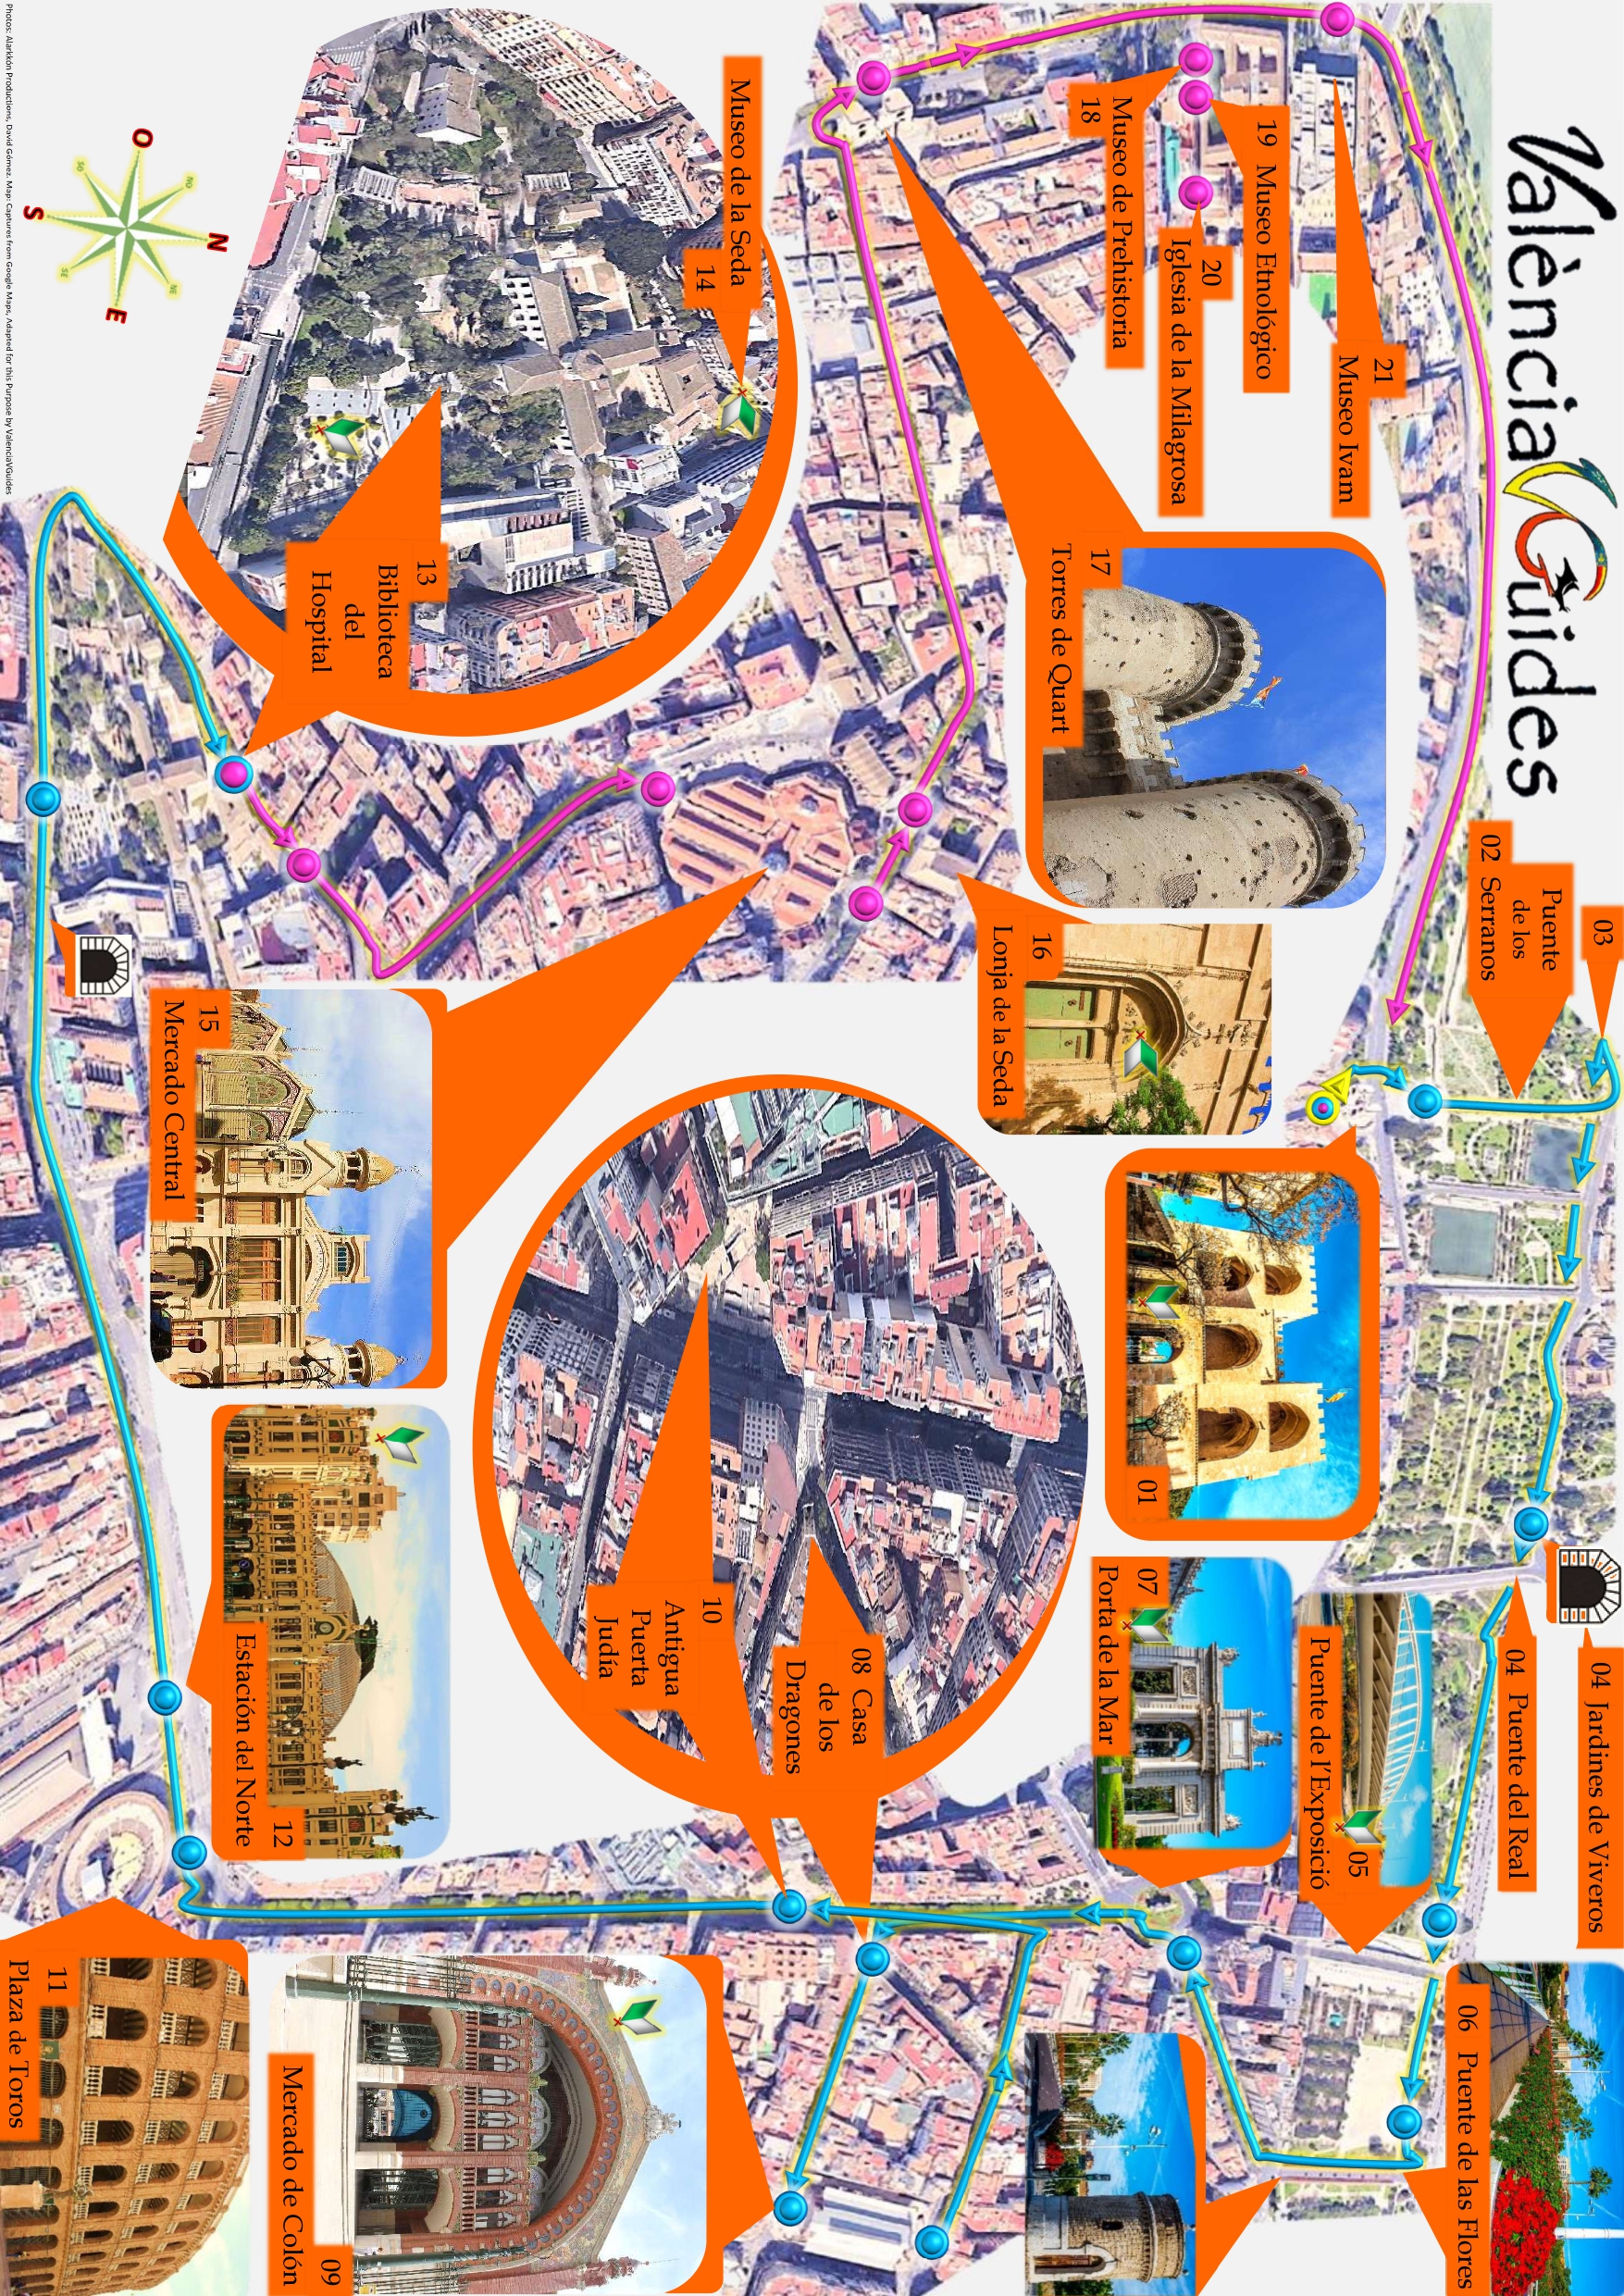 València VG Guides
03
Puente
de los
02 Serranos
04 Jardines de Viveros
04 Puente del Real
06 Puente de las Flores
05
Puente de l'Exposició
21
Museo Ivam
19 Museo Etnológico
20
Iglesia de la Milagrosa
Museo de Prehistoria
18
17
Torres de Quart
16
Lonja de la Seda
01
07
Porta de la Mar
08 Casa
de los
Dragones
10
Antigua
Puerta
Judía
Museo de la Seda
14
13
Biblioteca
del
Hospital
15
Mercado Central
12
Estación del Norte
09
Mercado de Colón
11
Plaza de Toros
N
NO
NE
O
E
SO
SE
S
Photos: Alarkkón Productions, David Gómez. Map: Captures from Google Maps, Adapted for this Purpose by ValenciaVGuides